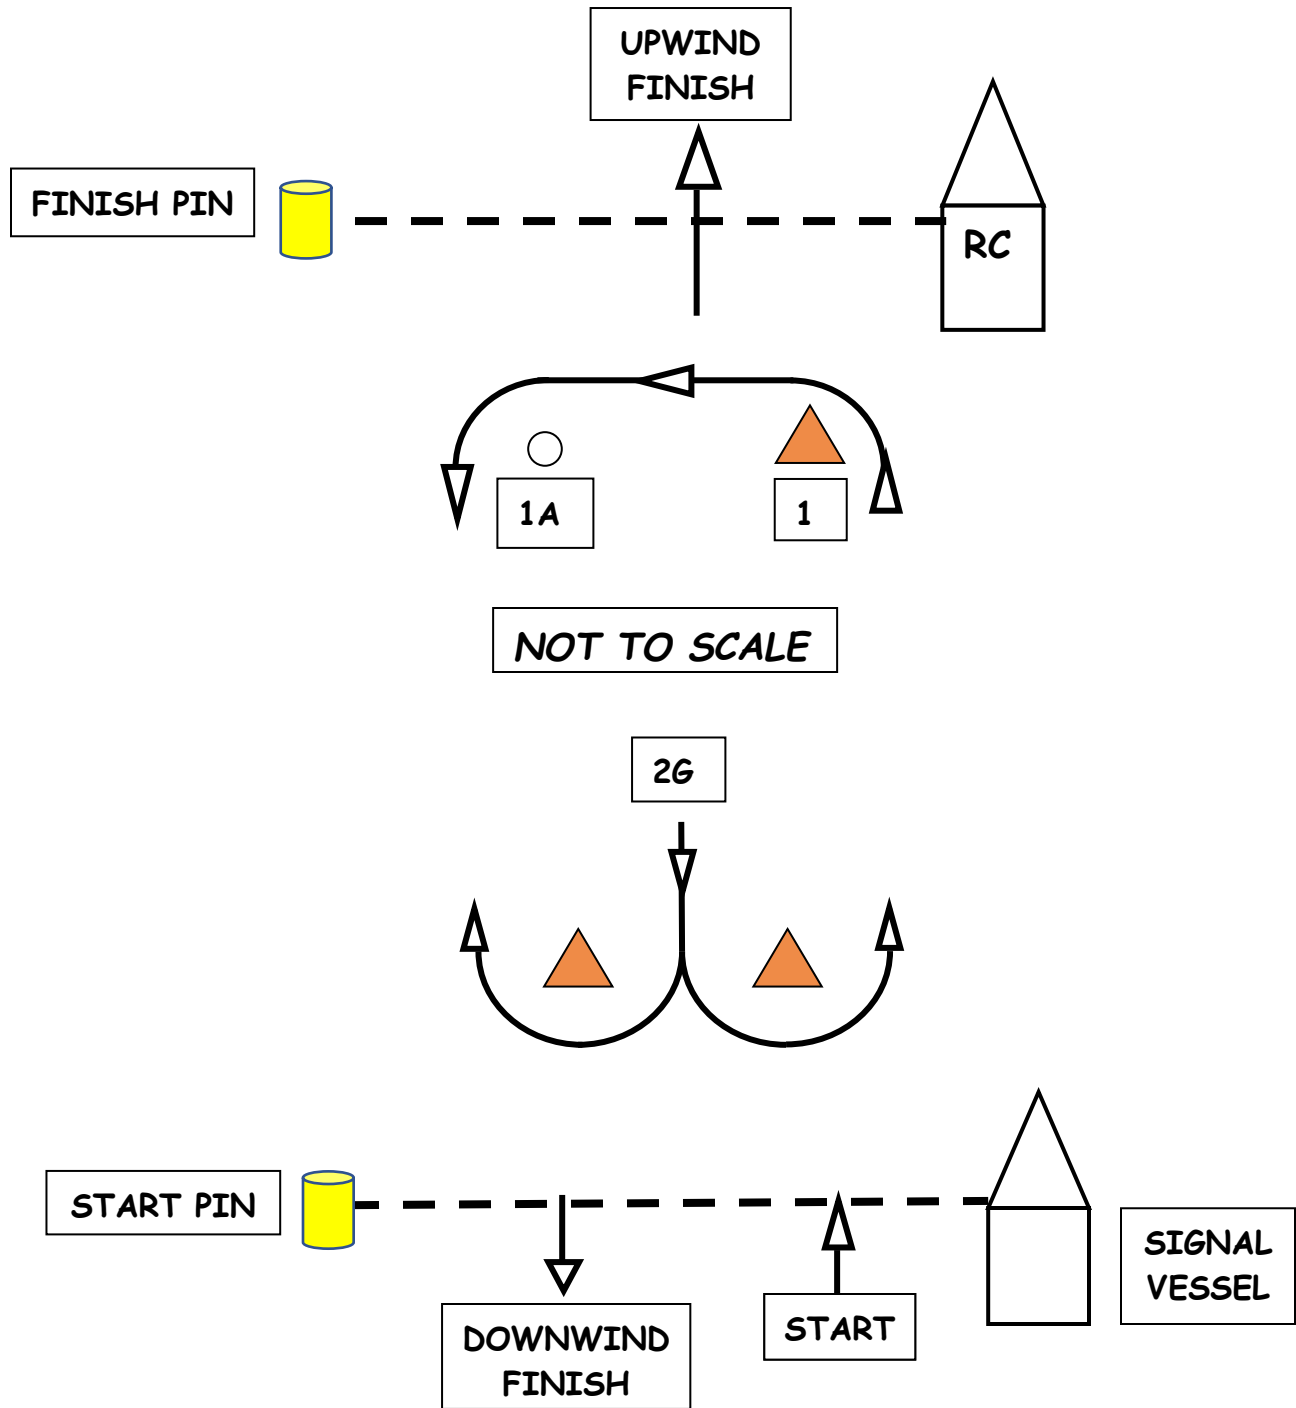 UPWIND
FINISH
FINISH PIN
RC
1A
1
NOT TO SCALE
2G
START PIN
SIGNAL
VESSEL
START
DOWNWIND
FINISH